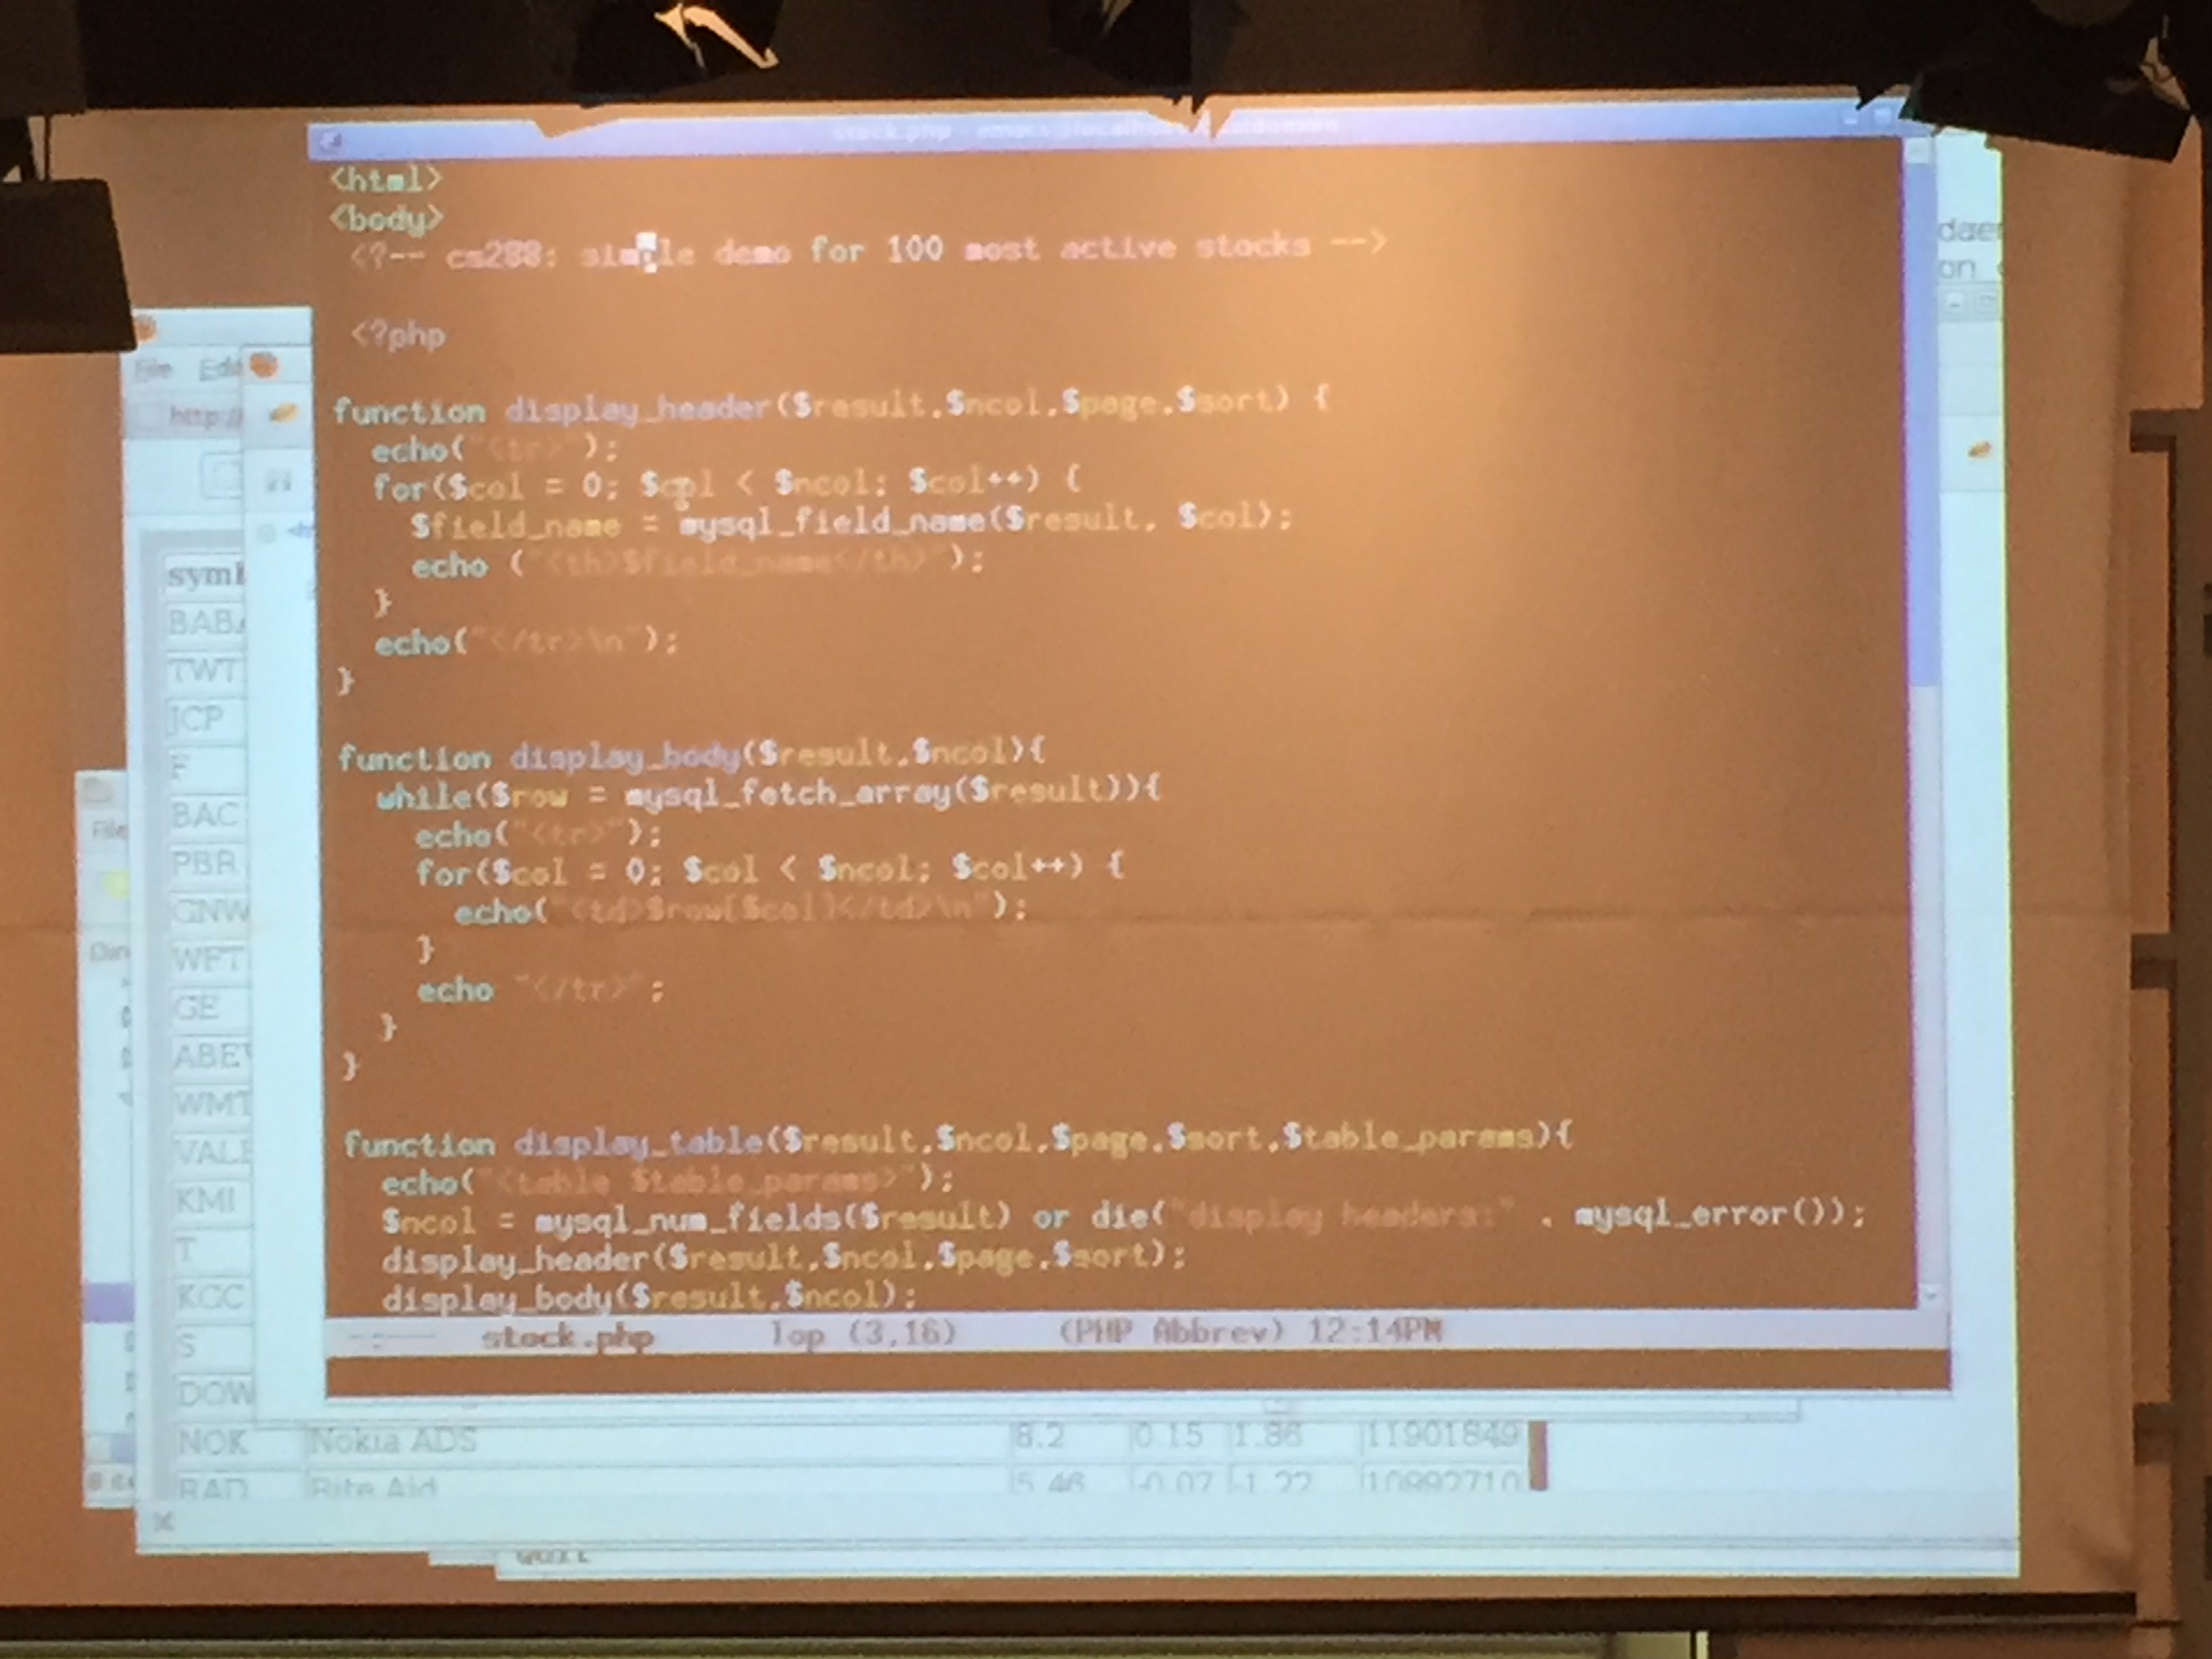 stock.php - emacs@localhost
<html>
<body>
<?-- cs288: simple demo for 100 most active stocks -->
<?php
function display_header($result,$ncol,$page,$sort) {
echo("<tr>");
for($col = 0; $col < $ncol; $col++) {
$field_name = mysql_field_name($result, $col);
echo ("<th>$field_name</th>");
}
echo("</tr>\n");
}
function display_body($result,$ncol){
while($row = mysql_fetch_array($result)){
echo("<tr>");
for($col = 0; $col < $ncol; $col++) {
echo("<td>$row[$col]</td>\n");
}
echo "</tr>";
}
}
function display_table($result,$ncol,$page,$sort,$table_params){
echo("<table $table_params>");
$ncol = mysql_num_fields($result) or die("display headers:" . mysql_error());
display_header($result,$ncol,$page,$sort);
display_body($result,$ncol);
-:---- stock.php Top (3,16) (PHP Abbrev) 12:14PM
File Edit
http:/
symb
BABA
TWT
JCP
F
BAC
PBR
GNW
WFT
GE
ABEV
WMT
VALE
KMI
T
KGC
S
DOW
NOK Nokia ADS 8.2 0.15 1.86 11901849
RAD Rite Aid 5.46 -0.07 -1.22 10992710
File
quit